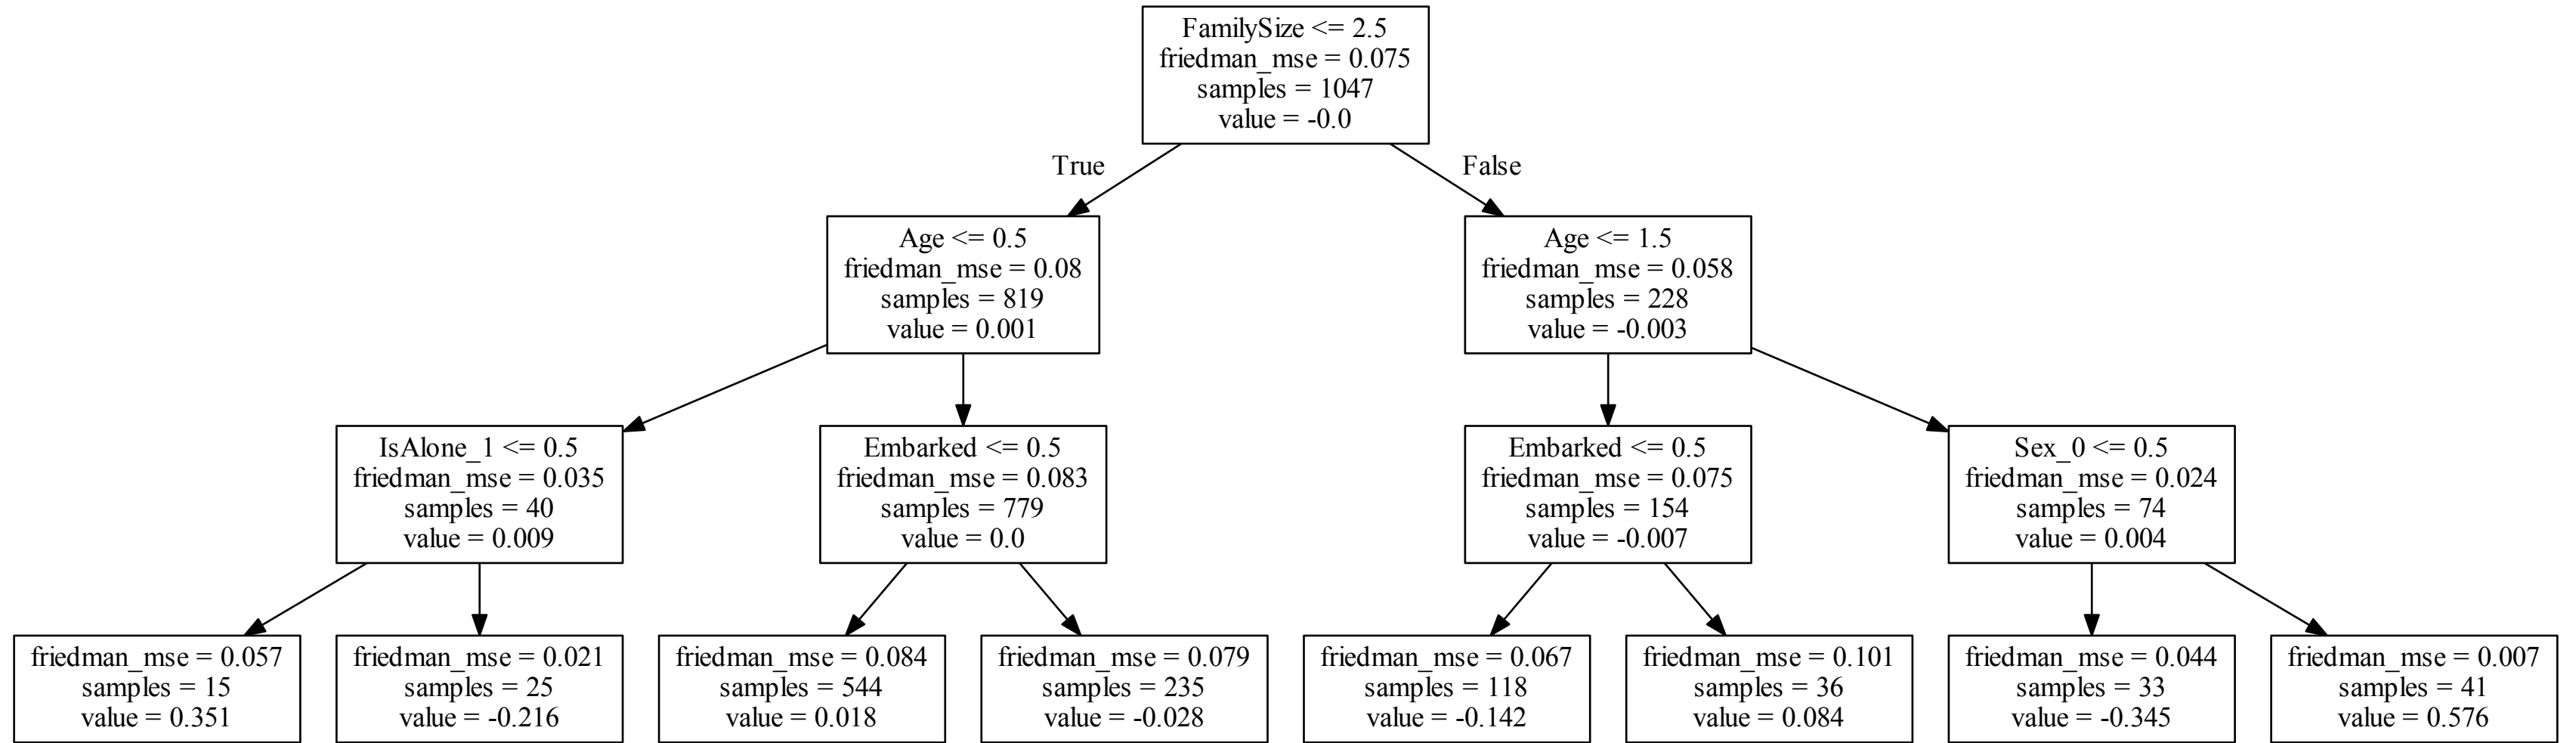 FamilySize <= 2.5
friedman_mse = 0.075
samples = 1047
value = -0.0
True
False
Age <= 0.5
friedman_mse = 0.08
samples = 819
value = 0.001
Age <= 1.5
friedman_mse = 0.058
samples = 228
value = -0.003
IsAlone_1 <= 0.5
friedman_mse = 0.035
samples = 40
value = 0.009
Embarked <= 0.5
friedman_mse = 0.083
samples = 779
value = 0.0
Embarked <= 0.5
friedman_mse = 0.075
samples = 154
value = -0.007
Sex_0 <= 0.5
friedman_mse = 0.024
samples = 74
value = 0.004
friedman_mse = 0.057
samples = 15
value = 0.351
friedman_mse = 0.021
samples = 25
value = -0.216
friedman_mse = 0.084
samples = 544
value = 0.018
friedman_mse = 0.079
samples = 235
value = -0.028
friedman_mse = 0.067
samples = 118
value = -0.142
friedman_mse = 0.101
samples = 36
value = 0.084
friedman_mse = 0.044
samples = 33
value = -0.345
friedman_mse = 0.007
samples = 41
value = 0.576